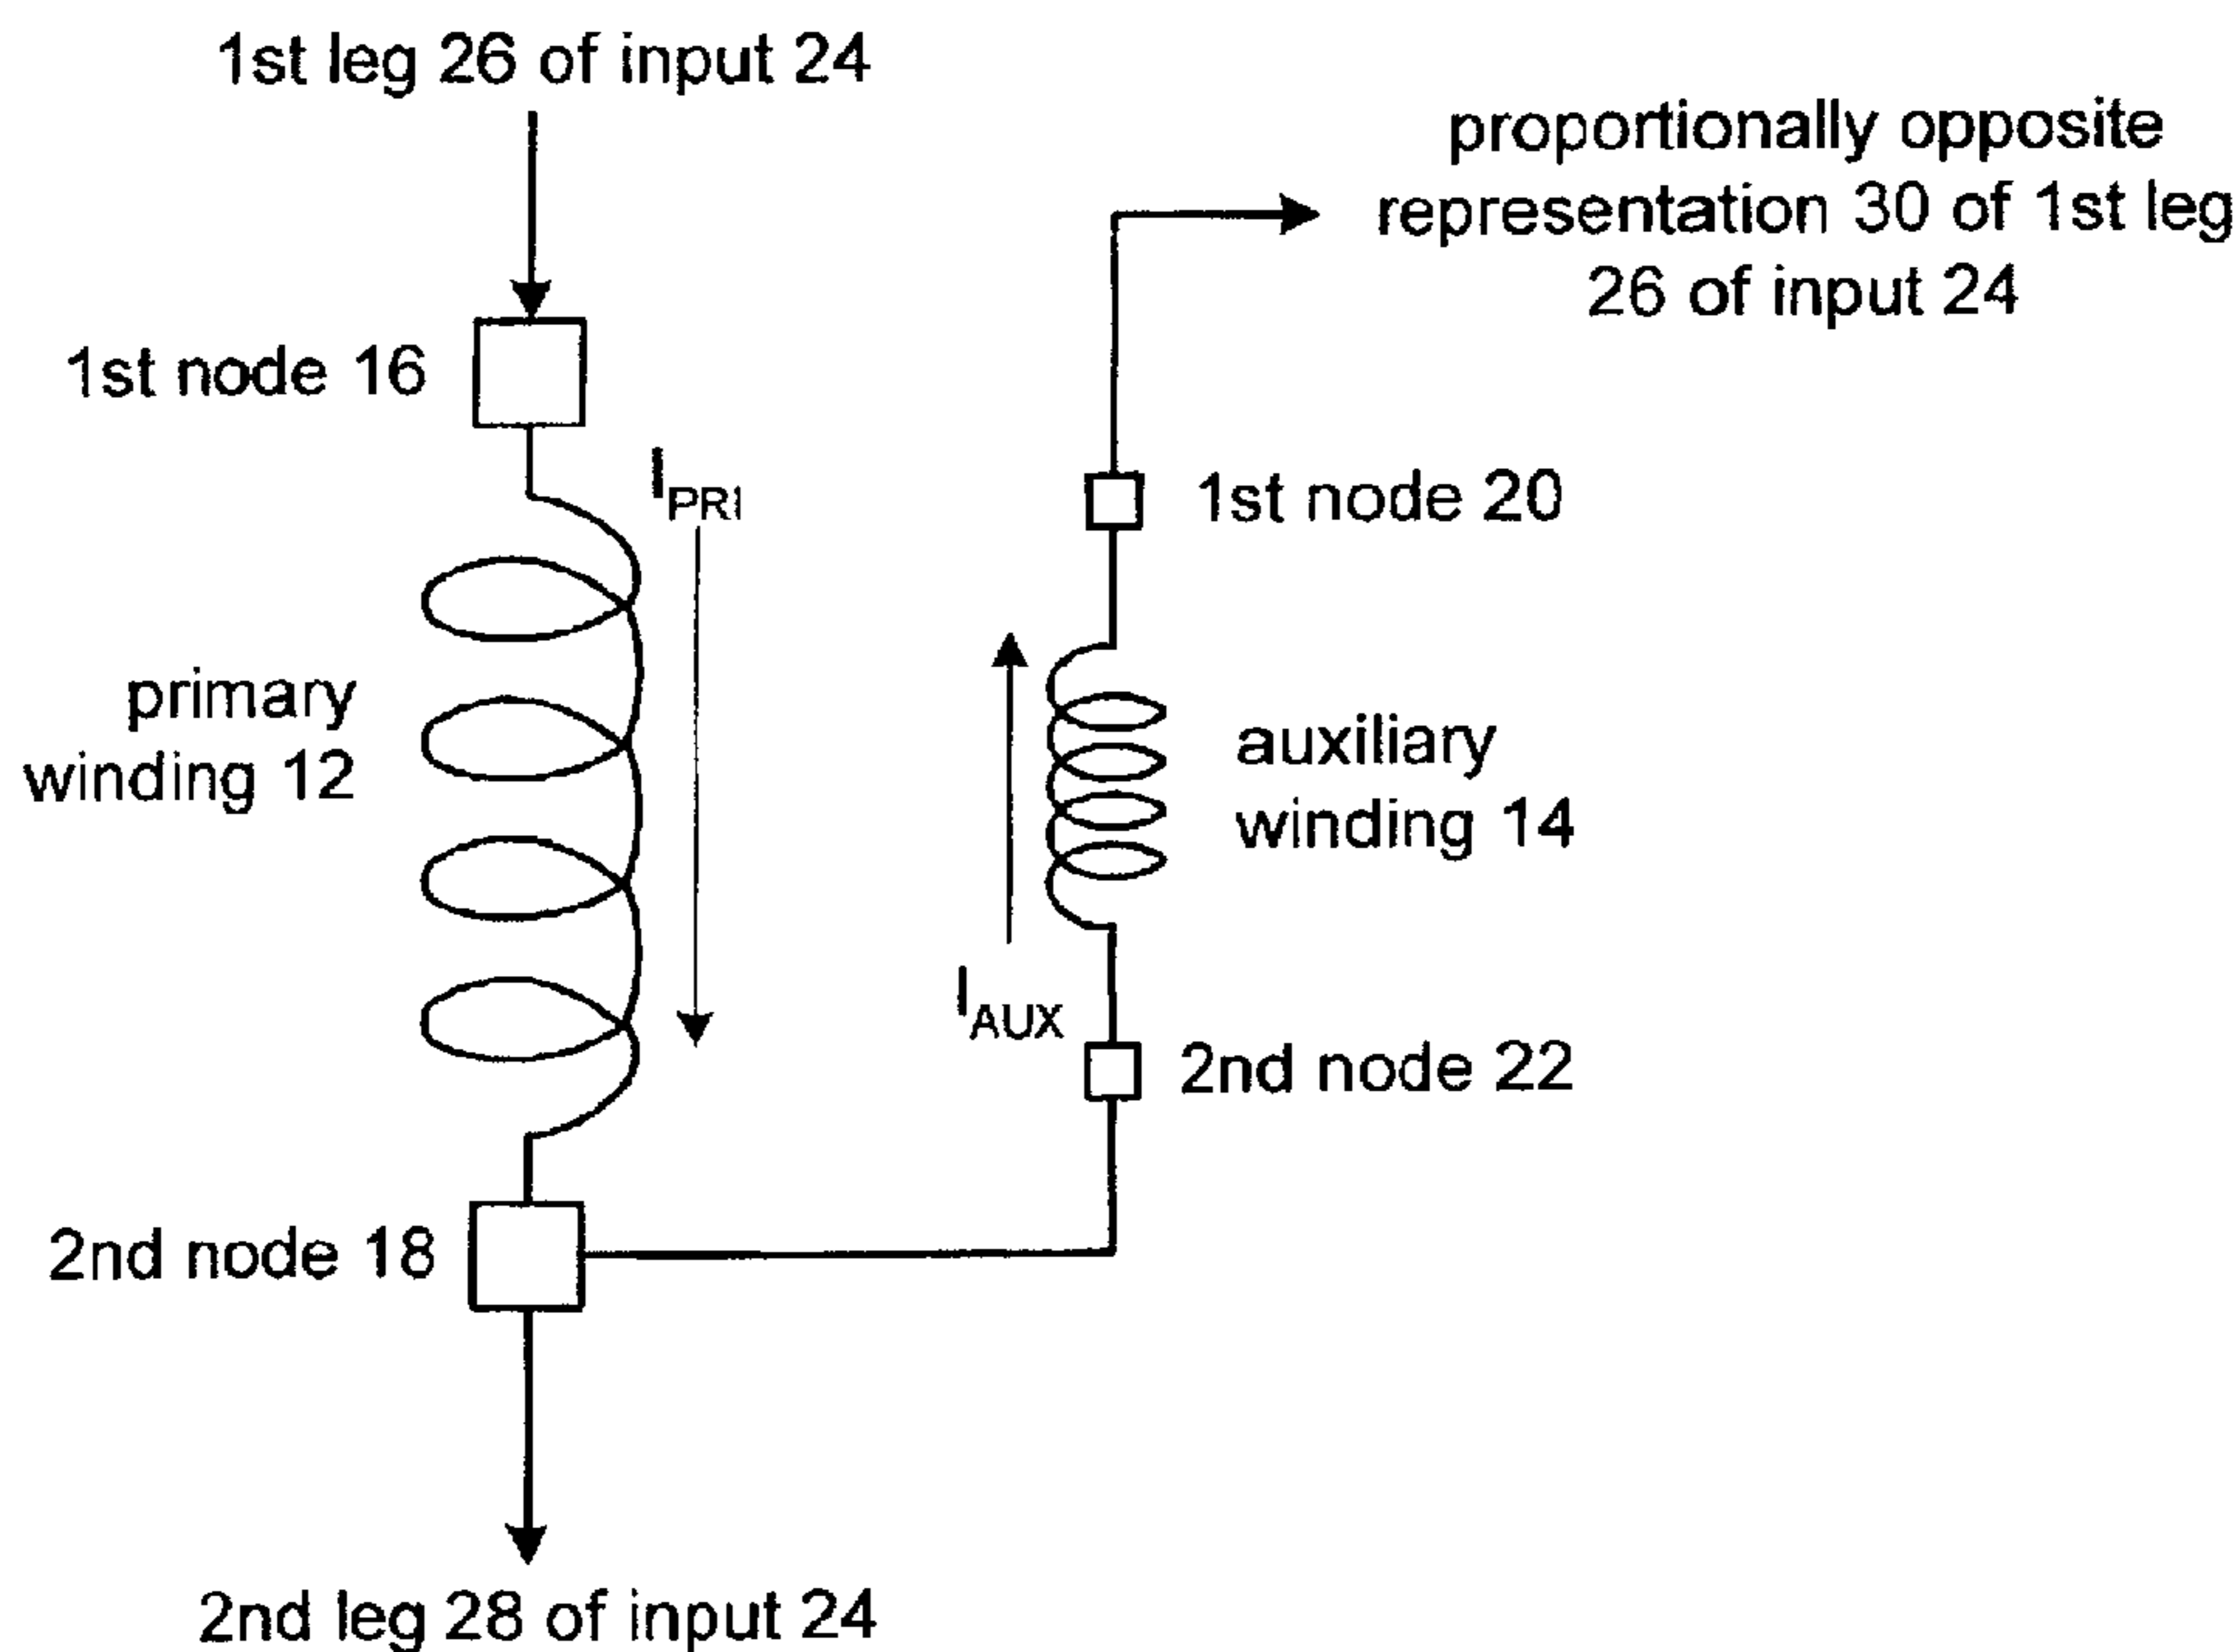 1st leg 26 of input 24
proportionally opposite
representation 30 of 1st leg
26 of input 24
1st node 16
I_PRI
1st node 20
primary
winding 12
auxiliary
winding 14
I_AUX
2nd node 22
2nd node 18
2nd leg 28 of input 24